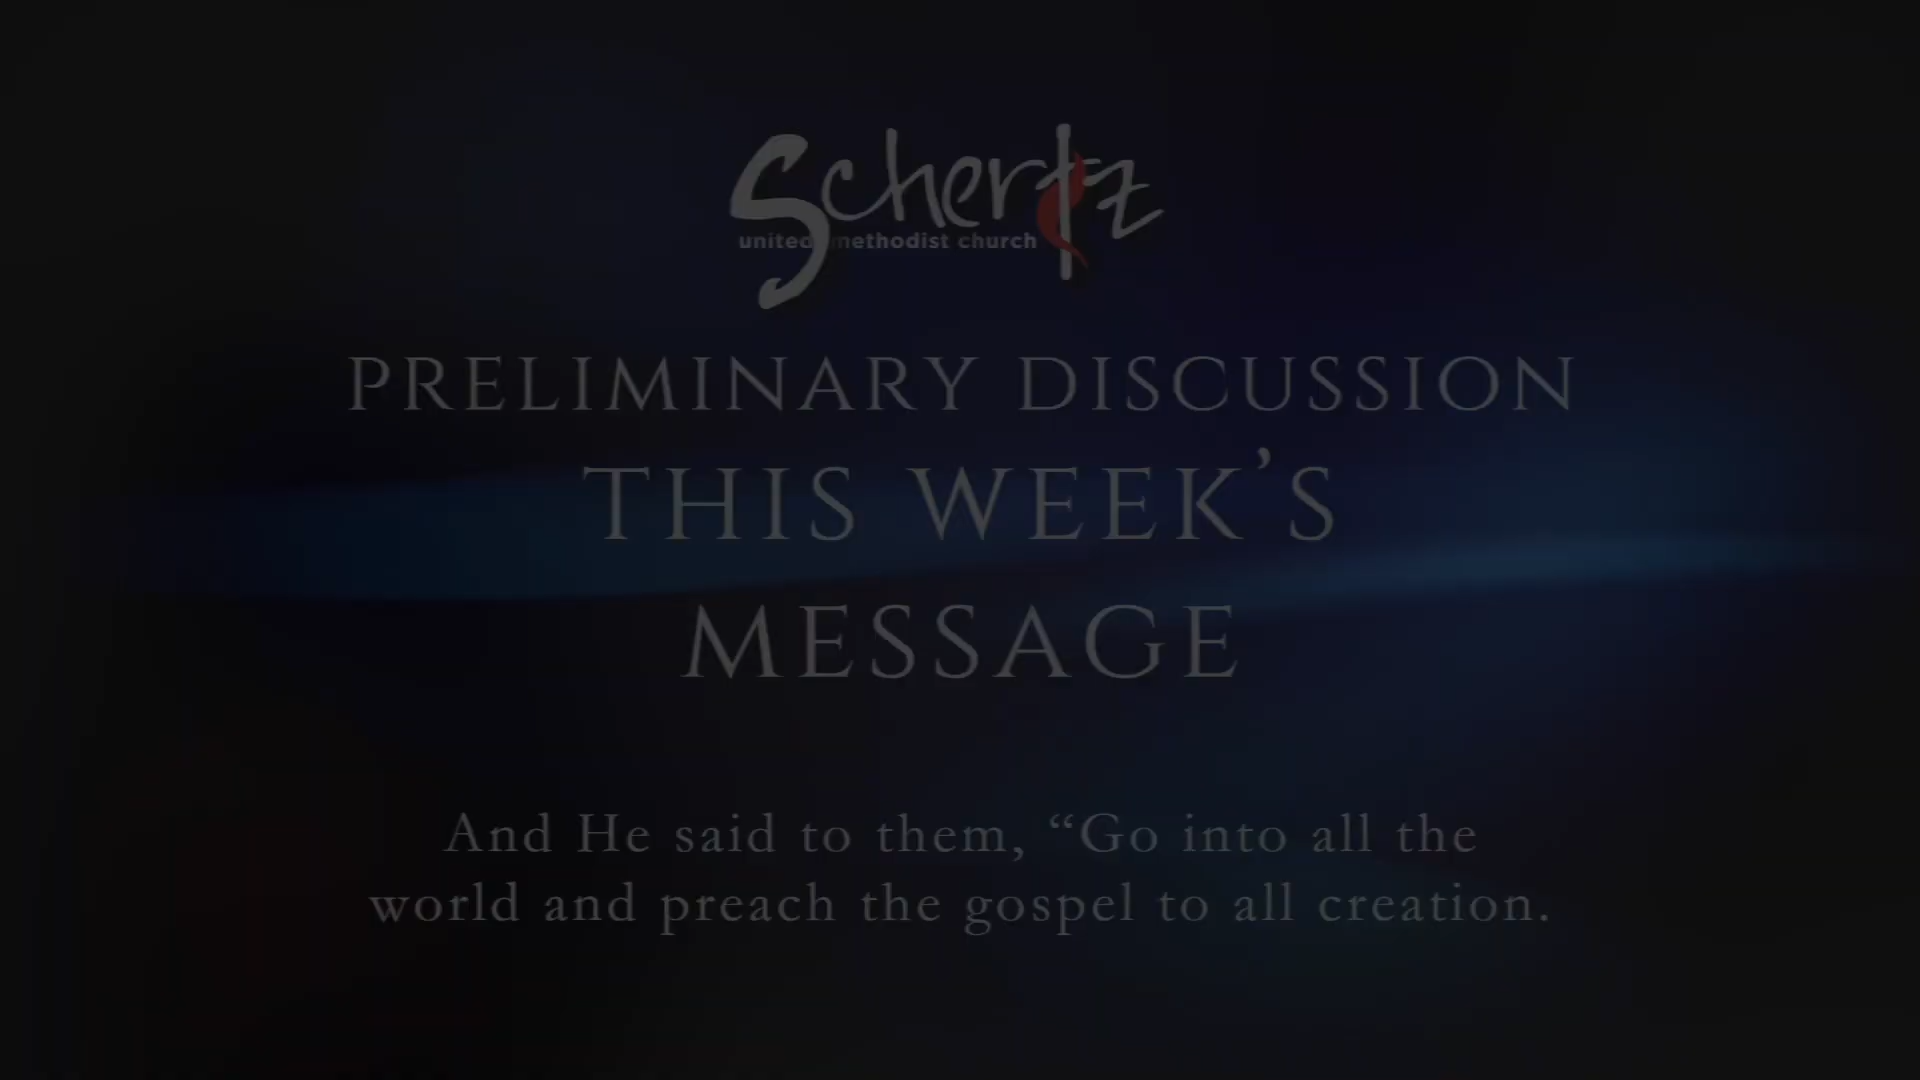 Schertz
united methodist church
PRELIMINARY DISCUSSION
THIS WEEK’S
MESSAGE
And He said to them, “Go into all the
world and preach the gospel to all creation.